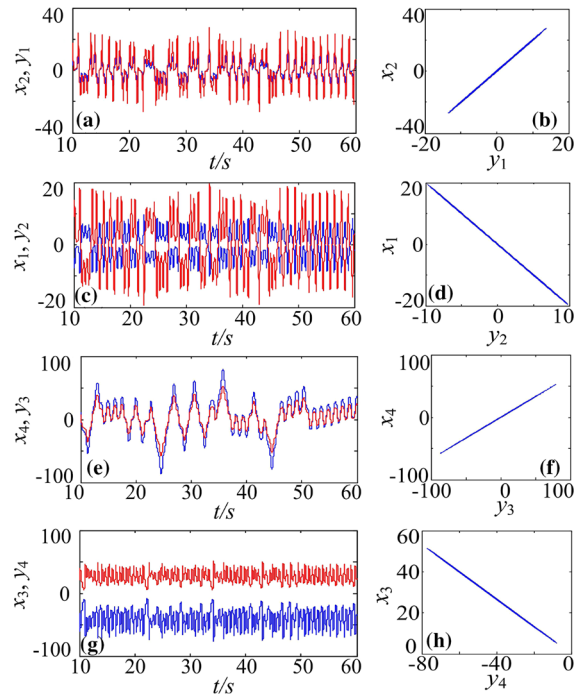 40
0
-40
x2, y1
(a)
10 20 30 40 50 60
t/s
40
0
-40
x2
(b)
-20 0 20
y1
20
0
-20
x1, y2
(c)
10 20 30 40 50 60
t/s
20
0
-20
x1
(d)
-10 0 10
y2
100
0
-100
x4, y3
(e)
10 20 30 40 50 60
t/s
100
0
-100
x4
(f)
-100 0 100
y3
100
0
-100
x3, y4
(g)
10 20 30 40 50 60
t/s
60
40
20
0
x3
(h)
-80 -40 0
y4